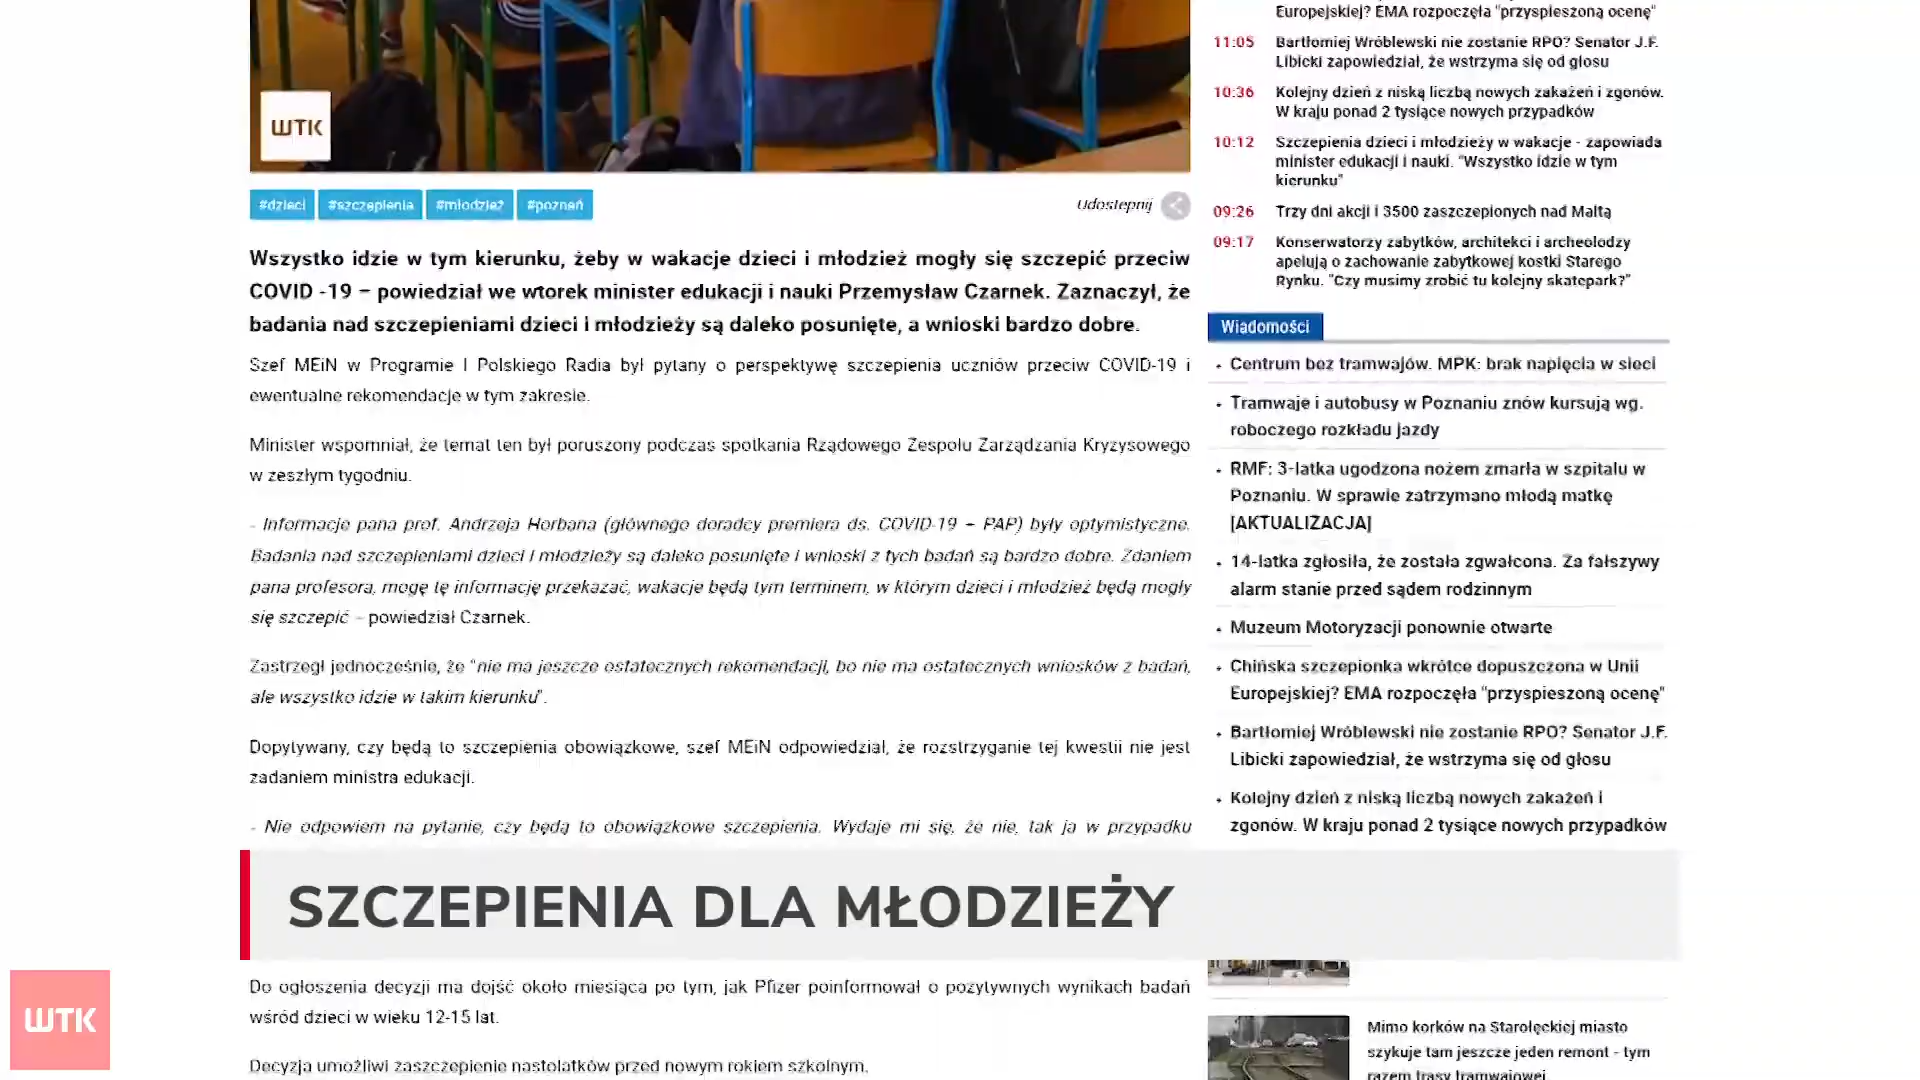 WTK
#dzieci #szczepienia #młodzież #poznań
Udostępnij
Wszystko idzie w tym kierunku, żeby w wakacje dzieci i młodzież mogły się szczepić przeciw
COVID -19 – powiedział we wtorek minister edukacji i nauki Przemysław Czarnek. Zaznaczył, że
badania nad szczepieniami dzieci i młodzieży są daleko posunięte, a wnioski bardzo dobre.
Szef MEiN w Programie I Polskiego Radia był pytany o perspektywę szczepienia uczniów przeciw COVID-19 i
ewentualne rekomendacje w tym zakresie.
Minister wspomniał, że temat ten był poruszony podczas spotkania Rządowego Zespołu Zarządzania Kryzysowego
w zeszłym tygodniu.
- Informacje pana prof. Andrzeja Horbana (głównego doradcy premiera ds. COVID-19 – PAP) były optymistyczne.
Badania nad szczepieniami dzieci i młodzieży są daleko posunięte i wnioski z tych badań są bardzo dobre. Zdaniem
pana profesora, mogę tę informację przekazać, wakacje będą tym terminem, w którym dzieci i młodzież będą mogły
się szczepić – powiedział Czarnek.
Zastrzegł jednocześnie, że "nie ma jeszcze ostatecznych rekomendacji, bo nie ma ostatecznych wniosków z badań,
ale wszystko idzie w takim kierunku".
Dopytywany, czy będą to szczepienia obowiązkowe, szef MEiN odpowiedział, że rozstrzyganie tej kwestii nie jest
zadaniem ministra edukacji.
- Nie odpowiem na pytanie, czy będą to obowiązkowe szczepienia. Wydaje mi się, że nie, tak ja w przypadku
SZCZEPIENIA DLA MŁODZIEŻY
Do ogłoszenia decyzji ma dojść około miesiąca po tym, jak Pfizer poinformował o pozytywnych wynikach badań
wśród dzieci w wieku 12-15 lat.
Decyzja umożliwi zaszczepienie nastolatków przed nowym rokiem szkolnym.
Europejskiej? EMA rozpoczęła "przyspieszoną ocenę"
11:05 Bartłomiej Wróblewski nie zostanie RPO? Senator J.F.
Libicki zapowiedział, że wstrzyma się od głosu
10:36 Kolejny dzień z niską liczbą nowych zakażeń i zgonów.
W kraju ponad 2 tysiące nowych przypadków
10:12 Szczepienia dzieci i młodzieży w wakacje - zapowiada
minister edukacji i nauki. "Wszystko idzie w tym
kierunku"
09:26 Trzy dni akcji i 3500 zaszczepionych nad Maltą
09:17 Konserwatorzy zabytków, architekci i archeolodzy
apelują o zachowanie zabytkowej kostki Starego
Rynku. "Czy musimy zrobić tu kolejny skatepark?"
Wiadomości
Centrum bez tramwajów. MPK: brak napięcia w sieci
Tramwaje i autobusy w Poznaniu znów kursują wg.
roboczego rozkładu jazdy
RMF: 3-latka ugodzona nożem zmarła w szpitalu w
Poznaniu. W sprawie zatrzymano młodą matkę
[AKTUALIZACJA]
14-latka zgłosiła, że została zgwałcona. Za fałszywy
alarm stanie przed sądem rodzinnym
Muzeum Motoryzacji ponownie otwarte
Chińska szczepionka wkrótce dopuszczona w Unii
Europejskiej? EMA rozpoczęła "przyspieszoną ocenę"
Bartłomiej Wróblewski nie zostanie RPO? Senator J.F.
Libicki zapowiedział, że wstrzyma się od głosu
Kolejny dzień z niską liczbą nowych zakażeń i
zgonów. W kraju ponad 2 tysiące nowych przypadków
Mimo korków na Starołęckiej miasto
szykuje tam jeszcze jeden remont - tym
razem trasy tramwajowej
WTK